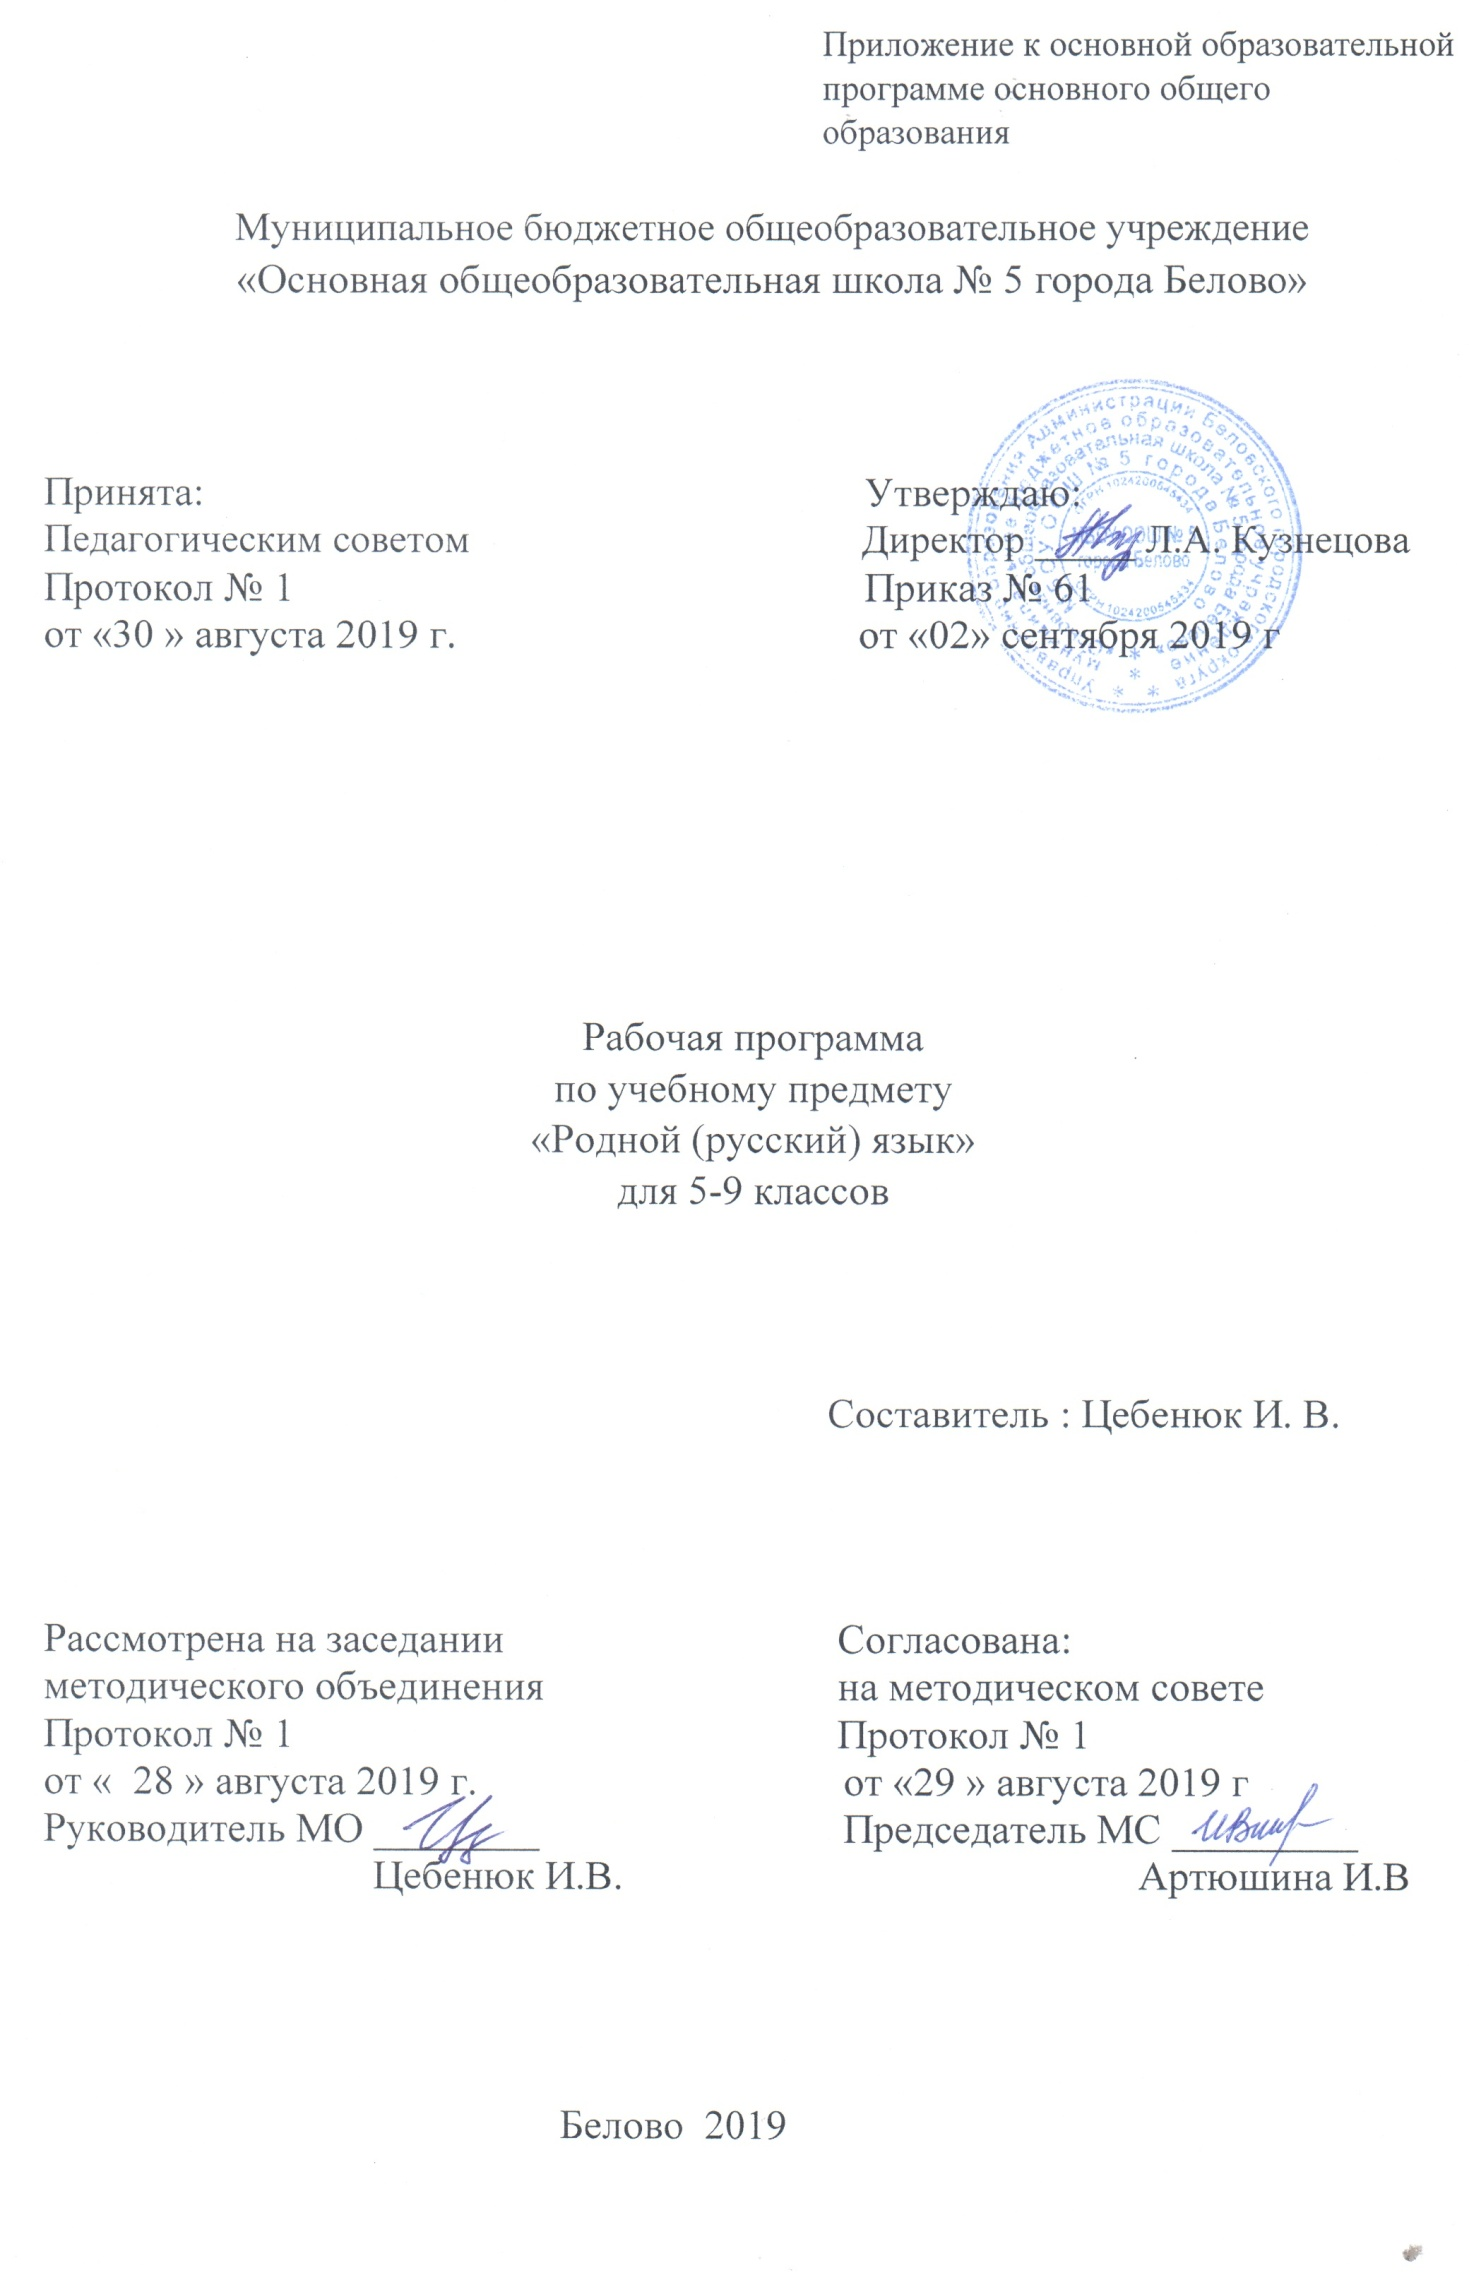 Приложение к основной образовательной
программе основного общего
образования
Муниципальное бюджетное общеобразовательное учреждение
«Основная общеобразовательная школа № 5 города Белово»
Принята:
Педагогическим советом
Протокол № 1
от «30 » августа 2019 г.
Утверждаю:
Директор _____ Л.А. Кузнецова
Приказ № 61
от «02» сентября 2019 г
Рабочая программа
по учебному предмету
«Родной (русский) язык»
для 5-9 классов
Составитель : Цебенюк И. В.
Рассмотрена на заседании
методического объединения
Протокол № 1
от «  28 » августа 2019 г.
Руководитель МО ________
Цебенюк И.В.
Согласована:
на методическом совете
Протокол № 1
от «29 » августа 2019 г
Председатель МС _________
Артюшина И.В
Белово  2019